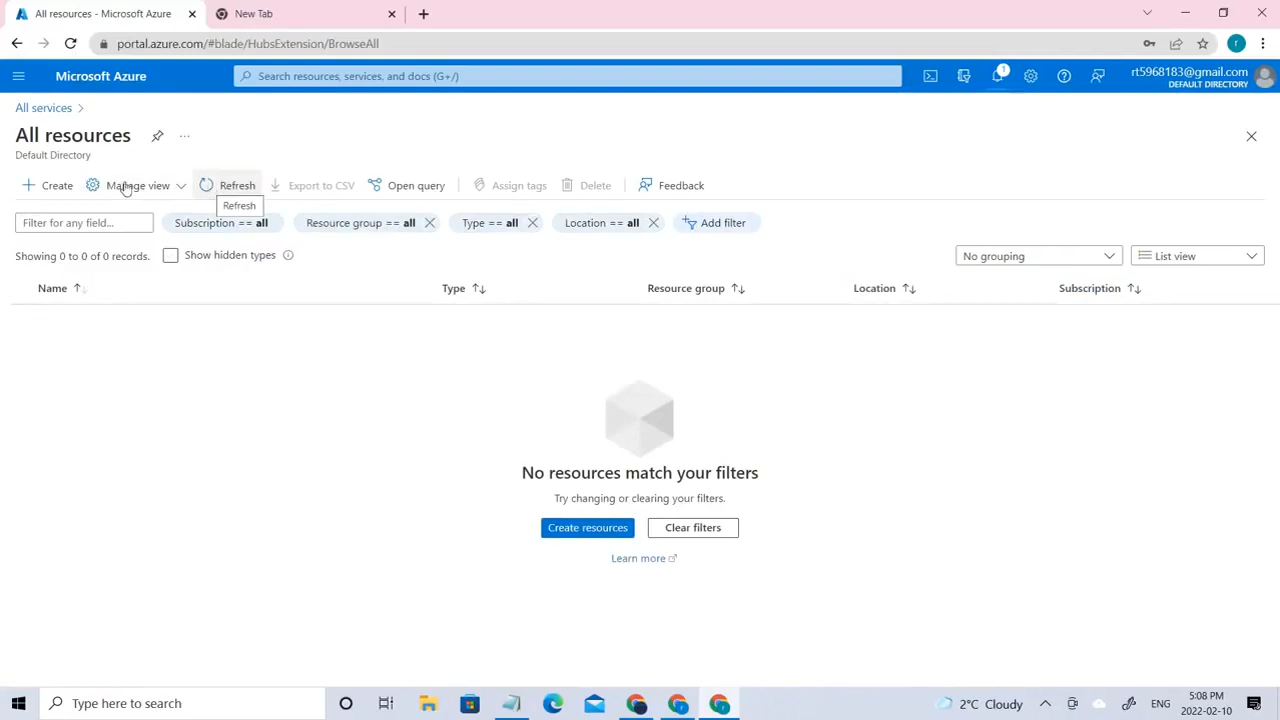 All resources - Microsoft Azure
New Tab
portal.azure.com/#blade/HubsExtension/BrowseAll
r
Microsoft Azure
Search resources, services, and docs (G+/)
1
rt5968183@gmail.com
DEFAULT DIRECTORY
All services
All resources
...
Default Directory
Create
Manage view
Refresh
Export to CSV
Open query
Assign tags
Delete
Feedback
Refresh
Filter for any field...
Subscription == all
Resource group == all
Type == all
Location == all
Add filter
Showing 0 to 0 of 0 records.
Show hidden types
No grouping
List view
Name
Type
Resource group
Location
Subscription
No resources match your filters
Try changing or clearing your filters.
Create resources
Clear filters
Learn more
Type here to search
2°C Cloudy
ENG
5:08 PM
2022-02-10